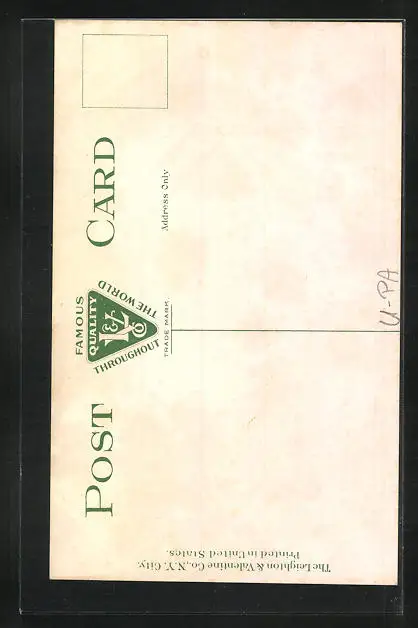 POST CARD
FAMOUS
QUALITY
THROUGHOUT
THE WORLD
L&V Co
TRADE MARK.
Address Only
The Leighton & Valentine Co., N.Y. City.
Printed in United States.
U-PA